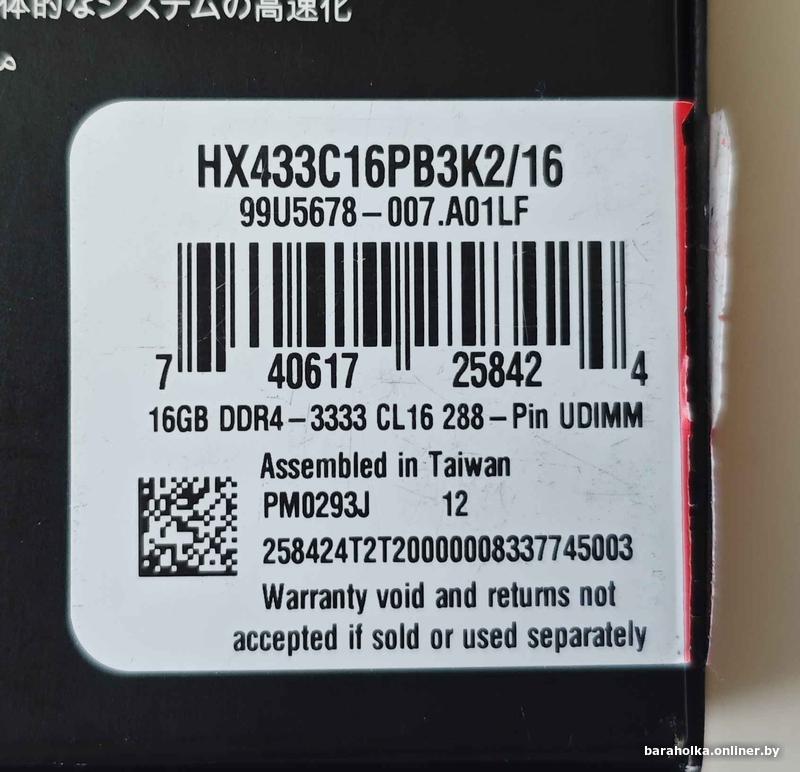 体的なシステムの高速化
HX433C16PB3K2/16
99U5678-007.A01LF
7 40617 25842 4
16GB DDR4-3333 CL16 288-Pin UDIMM
Assembled in Taiwan
PM0293J 12
258424T2T20000008337745003
Warranty void and returns not
accepted if sold or used separately
baraholka.onliner.by